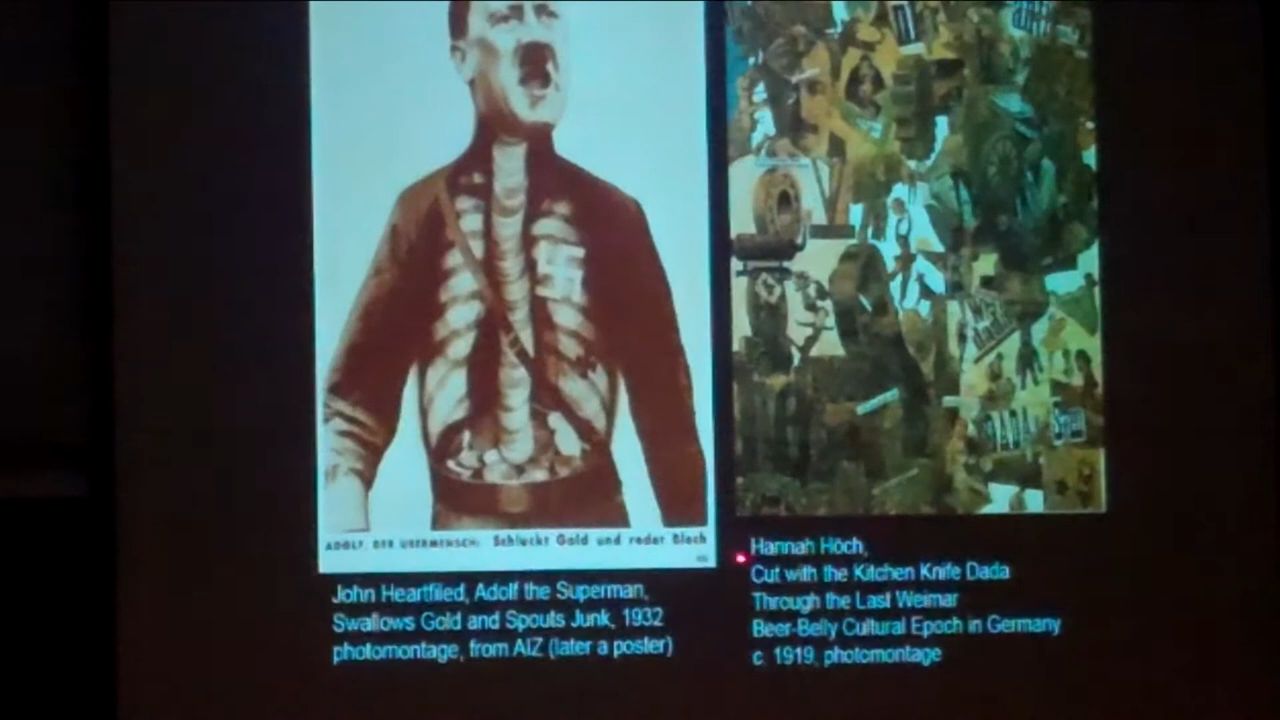 ADOLF, DER ÜBERMENSCH: Schluckt Gold und redet Blech
John Heartfiled, Adolf the Superman,
Swallows Gold and Spouts Junk, 1932
photomontage, from AIZ (later a poster)
DADA
Hannah Höch,
Cut with the Kitchen Knife Dada
Through the Last Weimar
Beer-Belly Cultural Epoch in Germany
c. 1919, photomontage